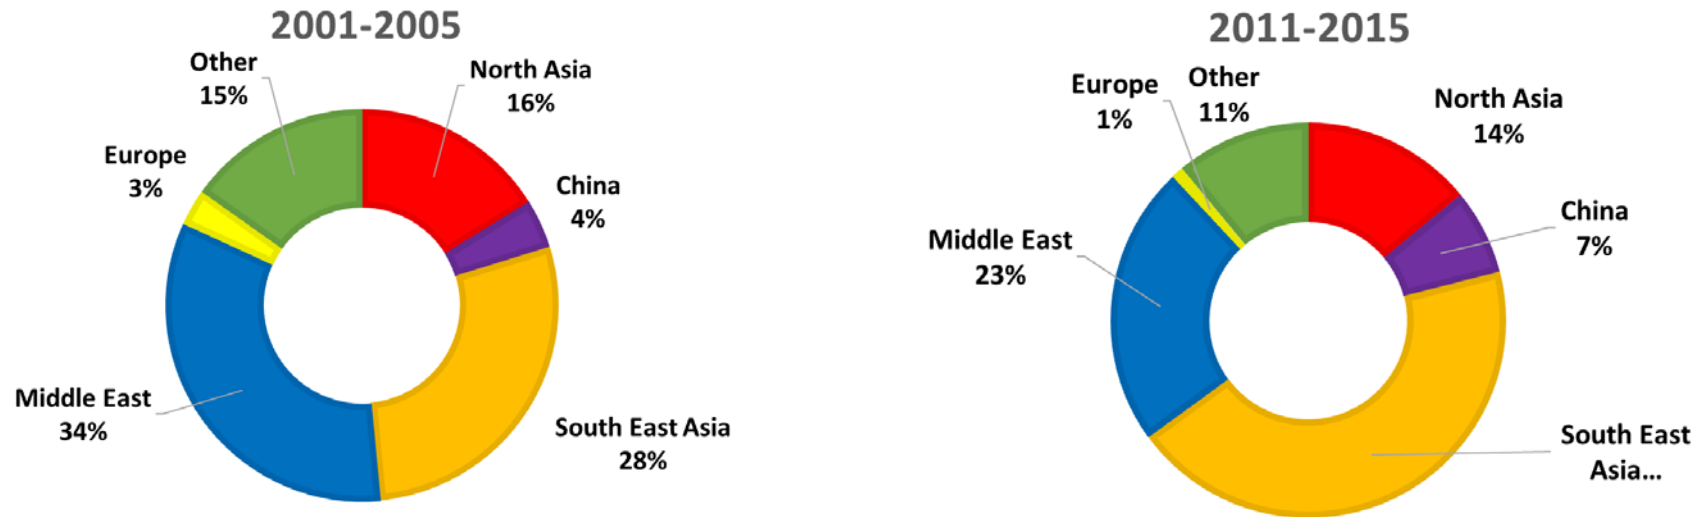 2001-2005
Other
15%
North Asia
16%
Europe
3%
China
4%
Middle East
34%
South East Asia
28%
2011-2015
Europe
1%
Other
11%
North Asia
14%
China
7%
Middle East
23%
South East
Asia...